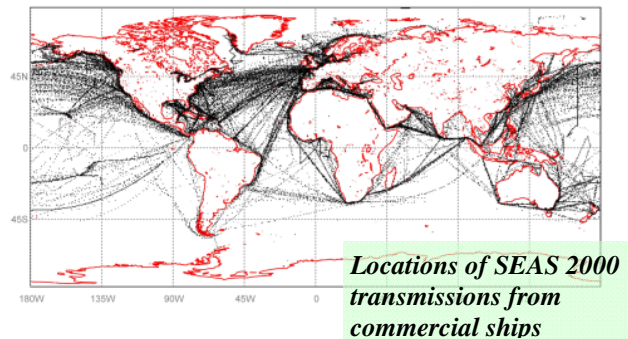 45N
0
45S
180W 135W 90W 45W 0
Locations of SEAS 2000
transmissions from
commercial ships